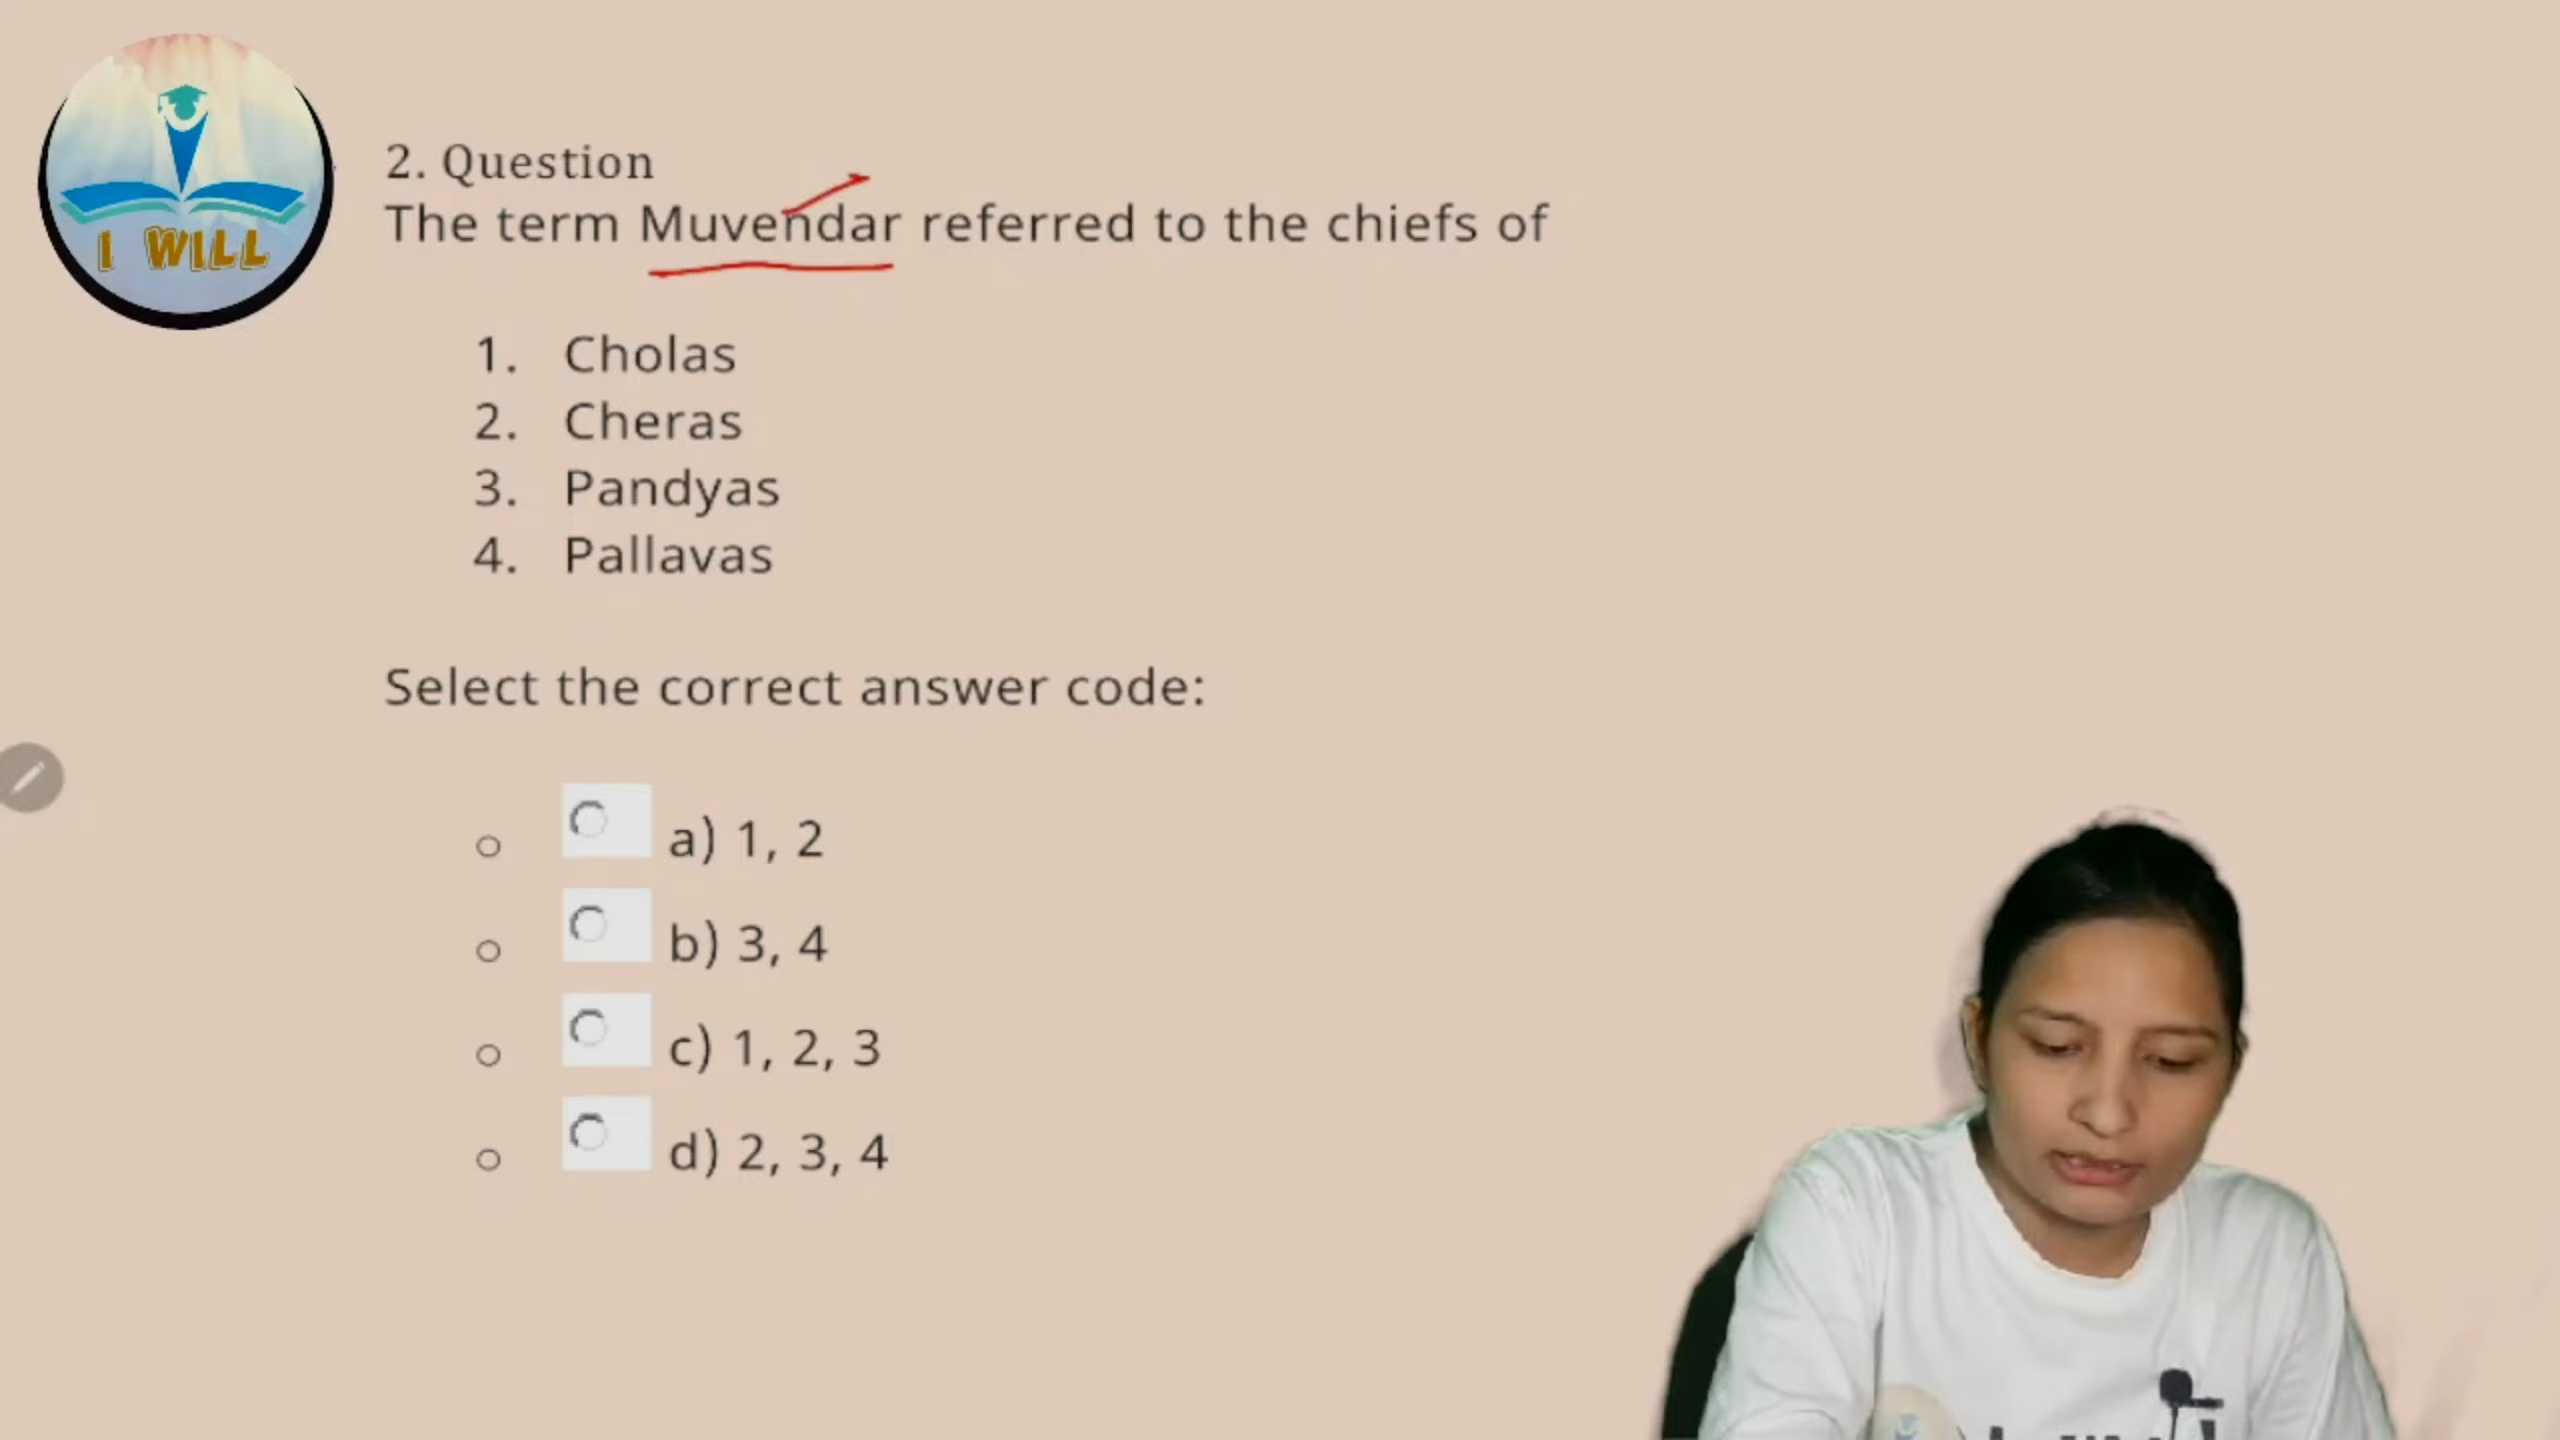 I WILL
2. Question
The term Muvendar referred to the chiefs of
1. Cholas
2. Cheras
3. Pandyas
4. Pallavas
Select the correct answer code:
a) 1, 2
b) 3, 4
c) 1, 2, 3
d) 2, 3, 4